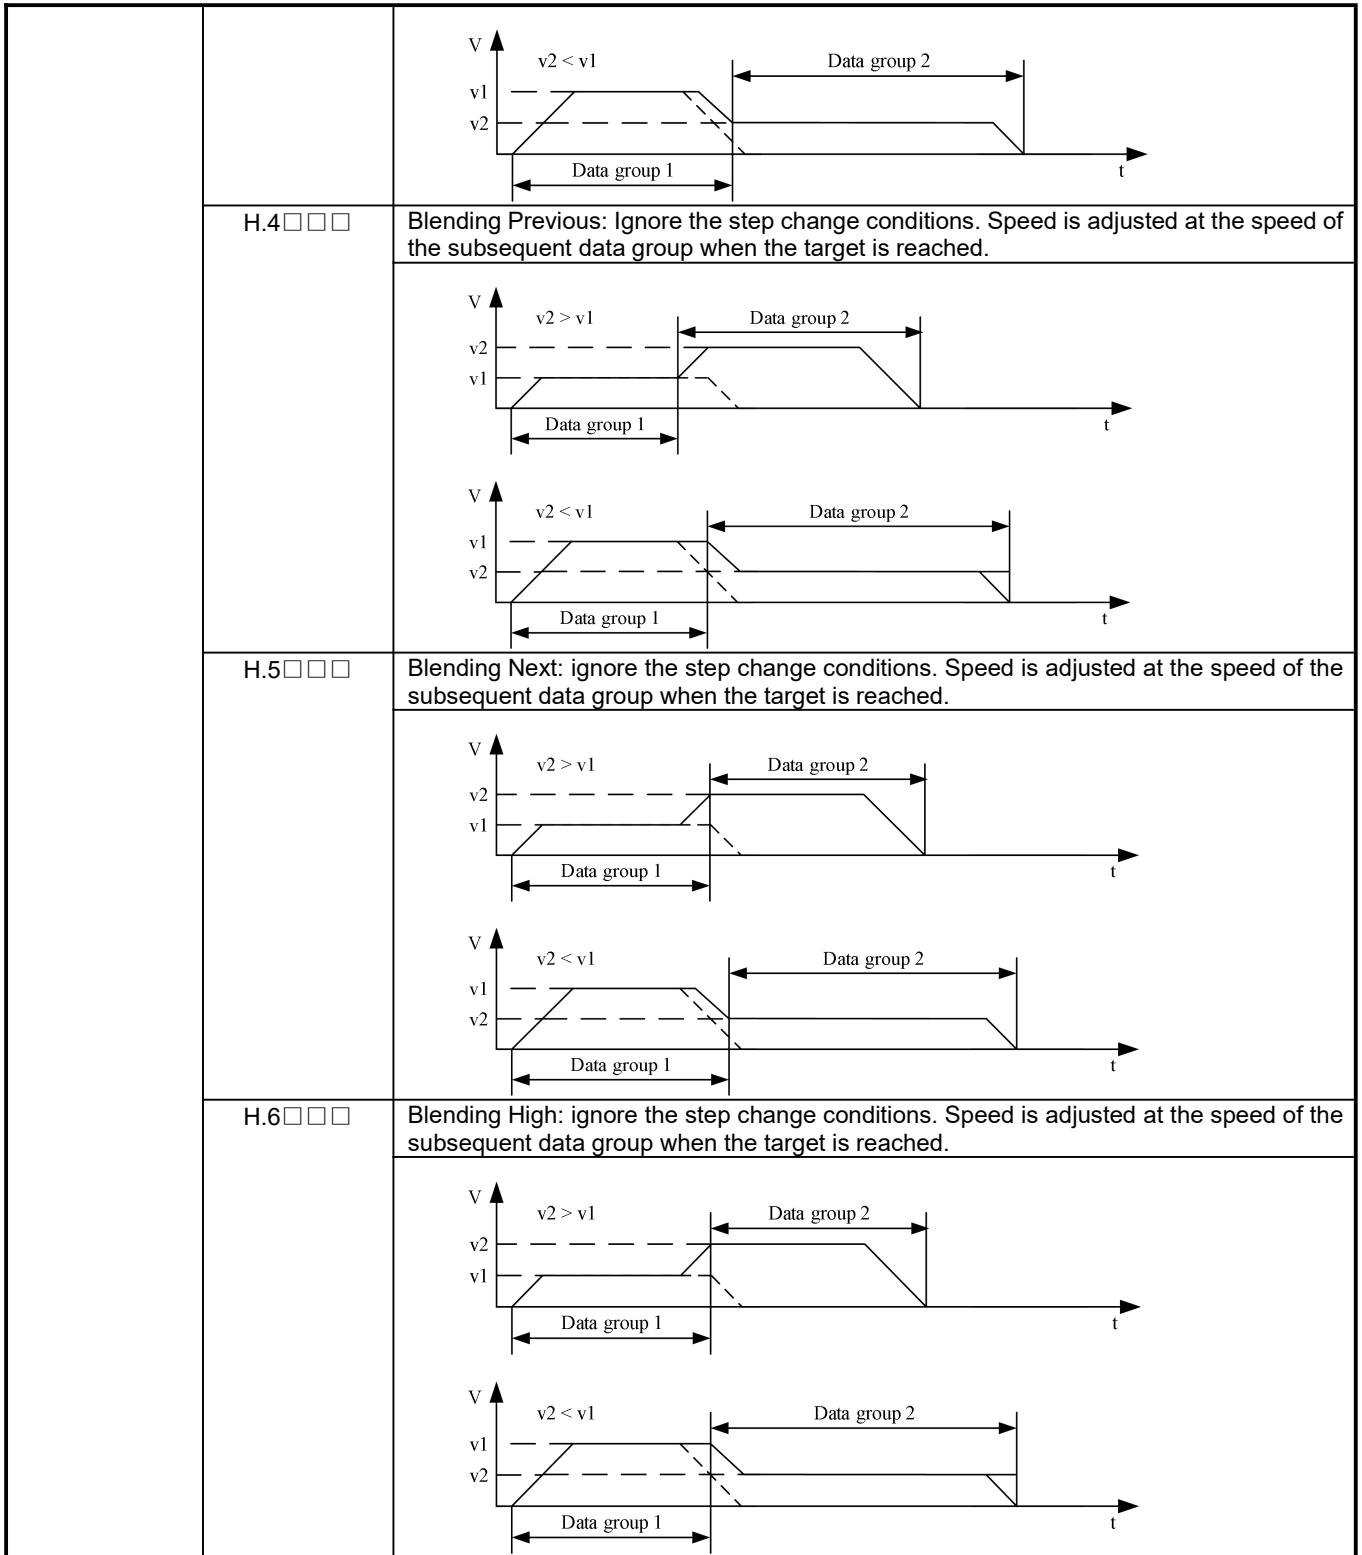 V
v2 < v1
Data group 2
v1
v2
Data group 1
t
H.4□□□
Blending Previous: Ignore the step change conditions. Speed is adjusted at the speed of
the subsequent data group when the target is reached.
V
v2 > v1
Data group 2
v2
v1
Data group 1
t
V
v2 < v1
Data group 2
v1
v2
Data group 1
t
H.5□□□
Blending Next: ignore the step change conditions. Speed is adjusted at the speed of the
subsequent data group when the target is reached.
V
v2 > v1
Data group 2
v2
v1
Data group 1
t
V
v2 < v1
Data group 2
v1
v2
Data group 1
t
H.6□□□
Blending High: ignore the step change conditions. Speed is adjusted at the speed of the
subsequent data group when the target is reached.
V
v2 > v1
Data group 2
v2
v1
Data group 1
t
V
v2 < v1
Data group 2
v1
v2
Data group 1
t